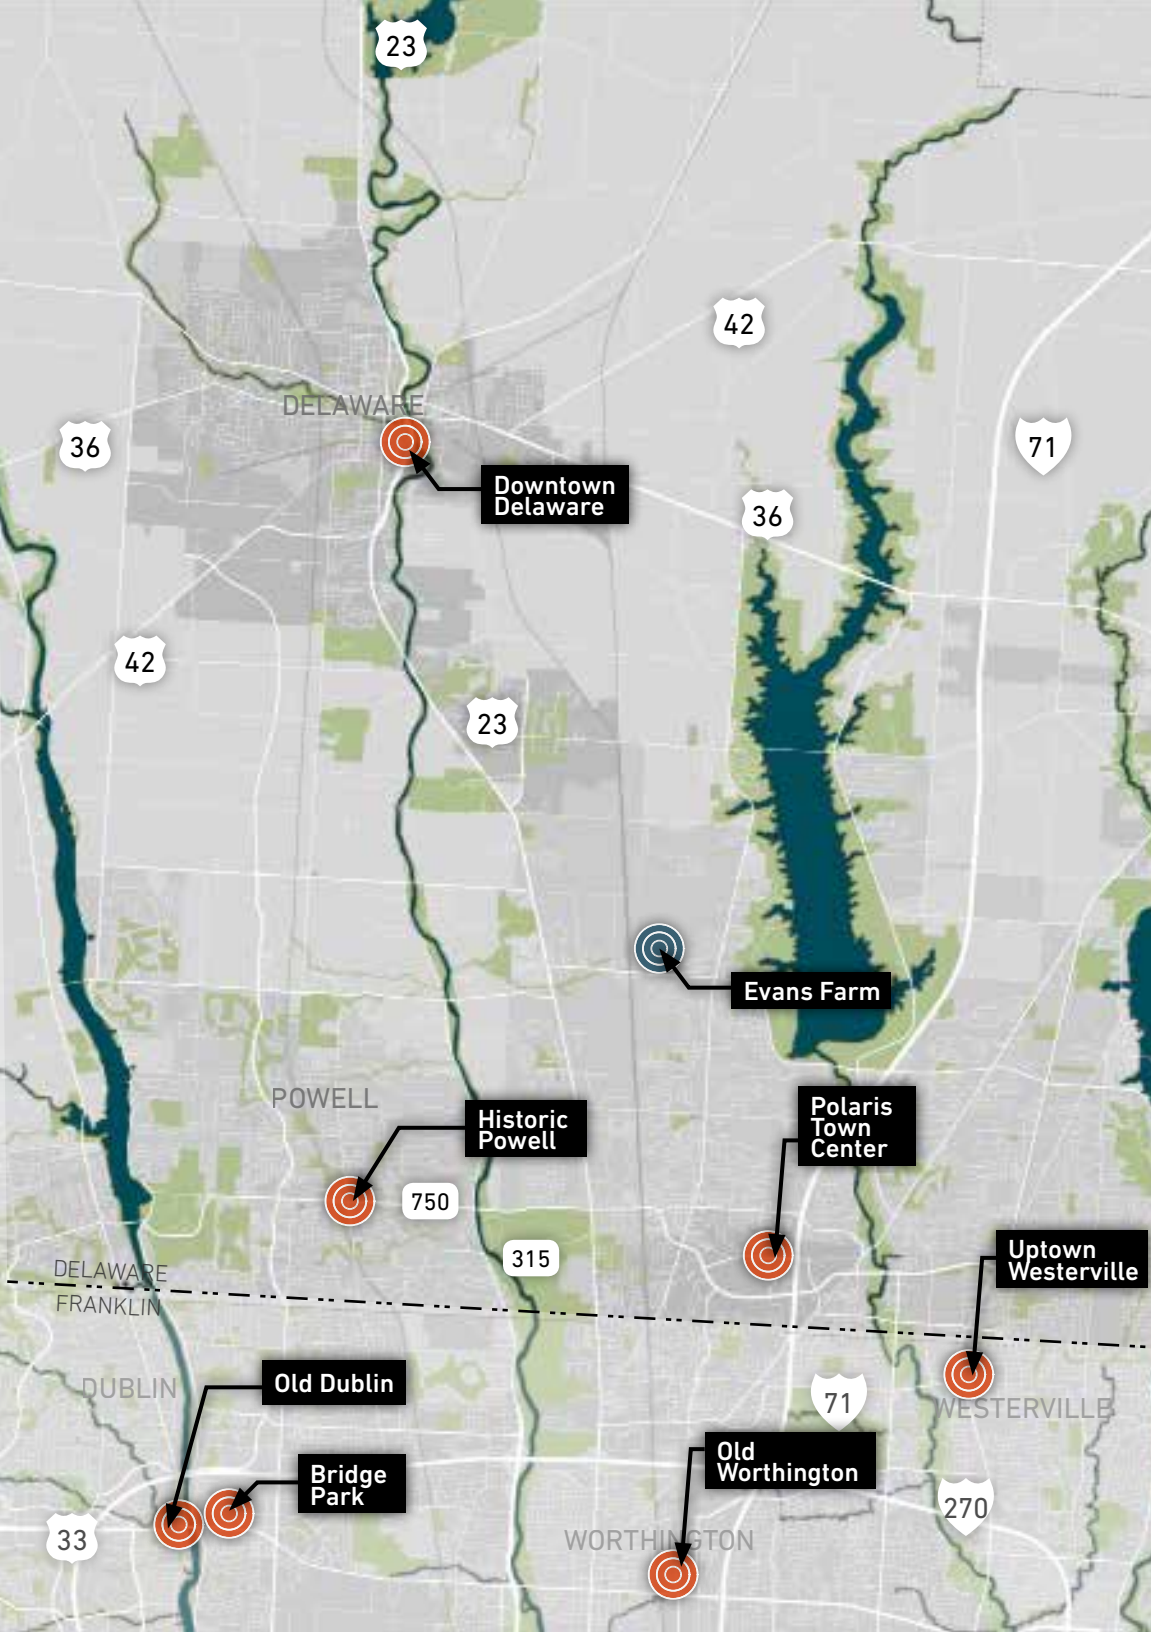 23
42
DELAWARE
36
71
Downtown
Delaware
36
42
23
Evans Farm
POWELL
Historic
Powell
Polaris
Town
Center
750
315
Uptown
Westerville
DELAWARE
FRANKLIN
DUBLIN
Old Dublin
71
WESTERVILLE
Old
Worthington
Bridge
Park
270
33
WORTHINGTON